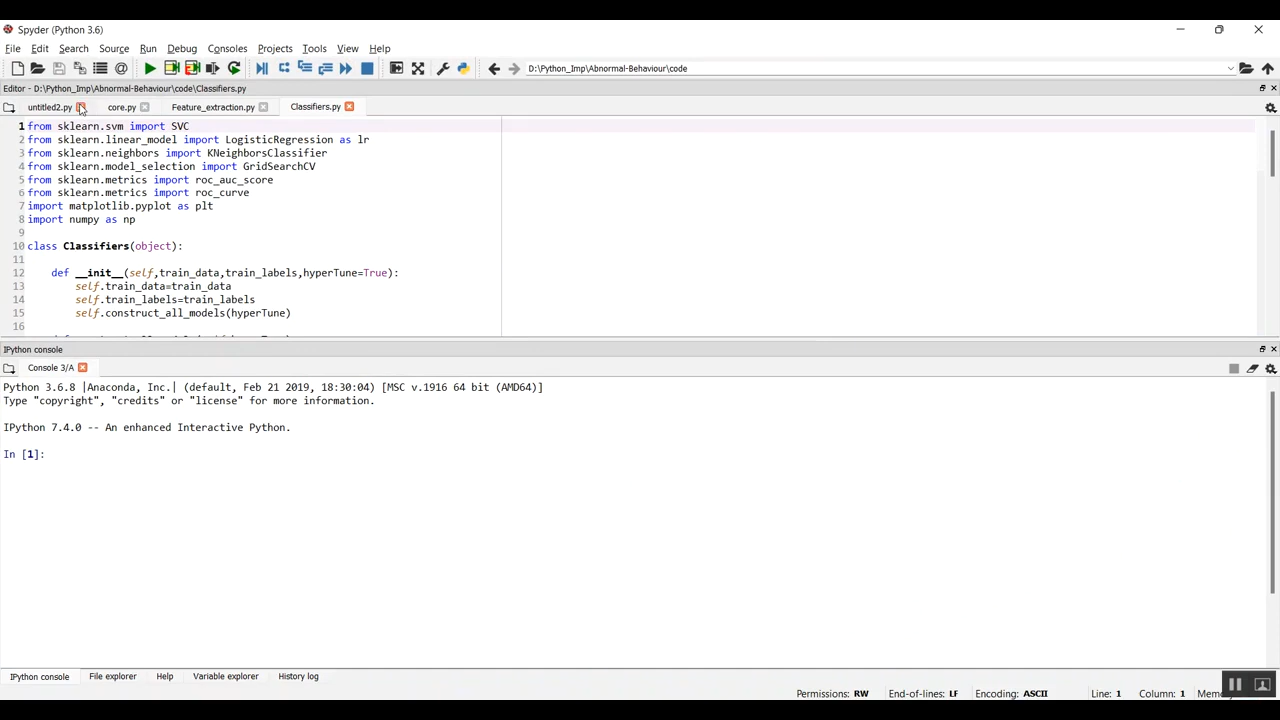 Spyder (Python 3.6)
File Edit Search Source Run Debug Consoles Projects Tools View Help
D:\Python_Imp\Abnormal-Behaviour\code
Editor - D:\Python_Imp\Abnormal-Behaviour\code\Classifiers.py
untitled2.py core.py Feature_extraction.py Classifiers.py
1 from sklearn.svm import SVC
2 from sklearn.linear_model import LogisticRegression as lr
3 from sklearn.neighbors import KNeighborsClassifier
4 from sklearn.model_selection import GridSearchCV
5 from sklearn.metrics import roc_auc_score
6 from sklearn.metrics import roc_curve
7 import matplotlib.pyplot as plt
8 import numpy as np
9
10 class Classifiers(object):
11
12 def __init__(self,train_data,train_labels,hyperTune=True):
13 self.train_data=train_data
14 self.train_labels=train_labels
15 self.construct_all_models(hyperTune)
16
IPython console
Console 3/A
Python 3.6.8 |Anaconda, Inc.| (default, Feb 21 2019, 18:30:04) [MSC v.1916 64 bit (AMD64)]
Type "copyright", "credits" or "license" for more information.
IPython 7.4.0 -- An enhanced Interactive Python.
In [1]:
IPython console File explorer Help Variable explorer History log
Permissions: RW End-of-lines: LF Encoding: ASCII Line: 1 Column: 1